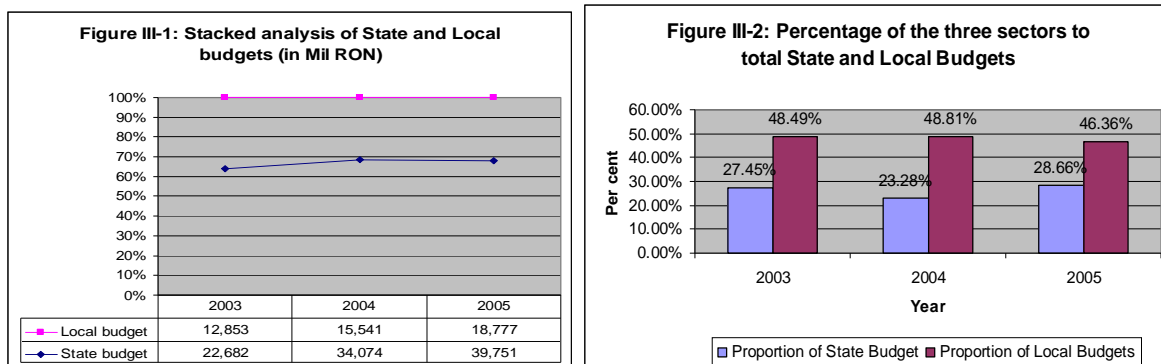 Figure III-1: Stacked analysis of State and Local
budgets (in Mil RON)
100%
90%
80%
70%
60%
50%
40%
30%
20%
10%
0%
2003 2004 2005
Local budget 12,853 15,541 18,777
State budget 22,682 34,074 39,751
Figure III-2: Percentage of the three sectors to
total State and Local Budgets
Per cent
60.00%
50.00%
40.00%
30.00%
20.00%
10.00%
0.00%
27.45% 48.49% 23.28% 48.81% 28.66% 46.36%
2003 2004 2005
Year
Proportion of State Budget Proportion of Local Budgets